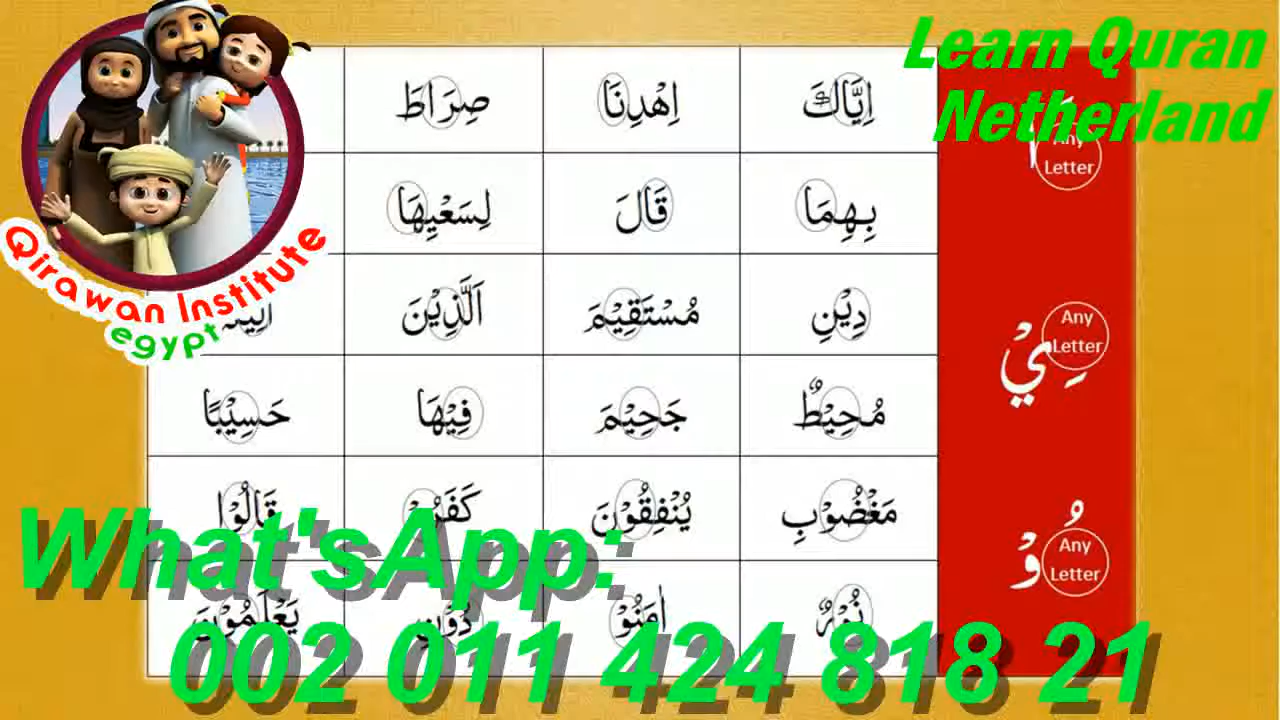 Learn Quran
Netherland
Qirawan Institute
egypt
اِيَّاكَ اِهْدِنَا صِرَاطَ
Any
Letter
بِهِمَا قَالَ لِسَعْيِهَا
دِيْنِ مُسْتَقِيْمَ اَلَّذِيْنَ
Any
Letter
ِيْ
مُحِيْطٌ جَحِيْمَ فِيْهَا حَسِيْبًا
مَغْضُوْبِ يُنْفِقُوْنَ قَالُوْا
Any
Letter
ُوْ
نُوْرٌ اٰمَنُوْ دُوْنِ يَعْلَمُوْنَ
What'sApp:
002 011 424 818 21